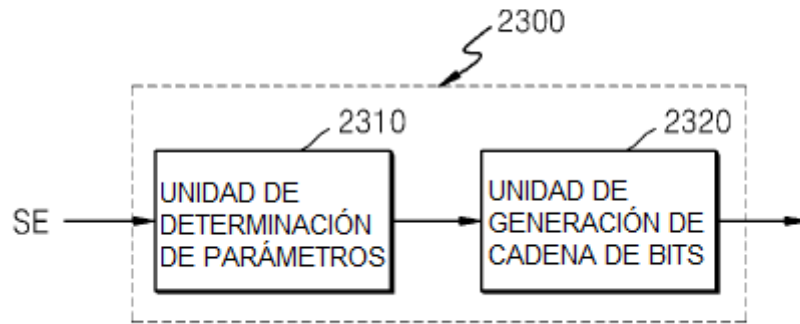 2300
2310
2320
SE
UNIDAD DE
DETERMINACIÓN
DE PARÁMETROS
UNIDAD DE
GENERACIÓN DE
CADENA DE BITS